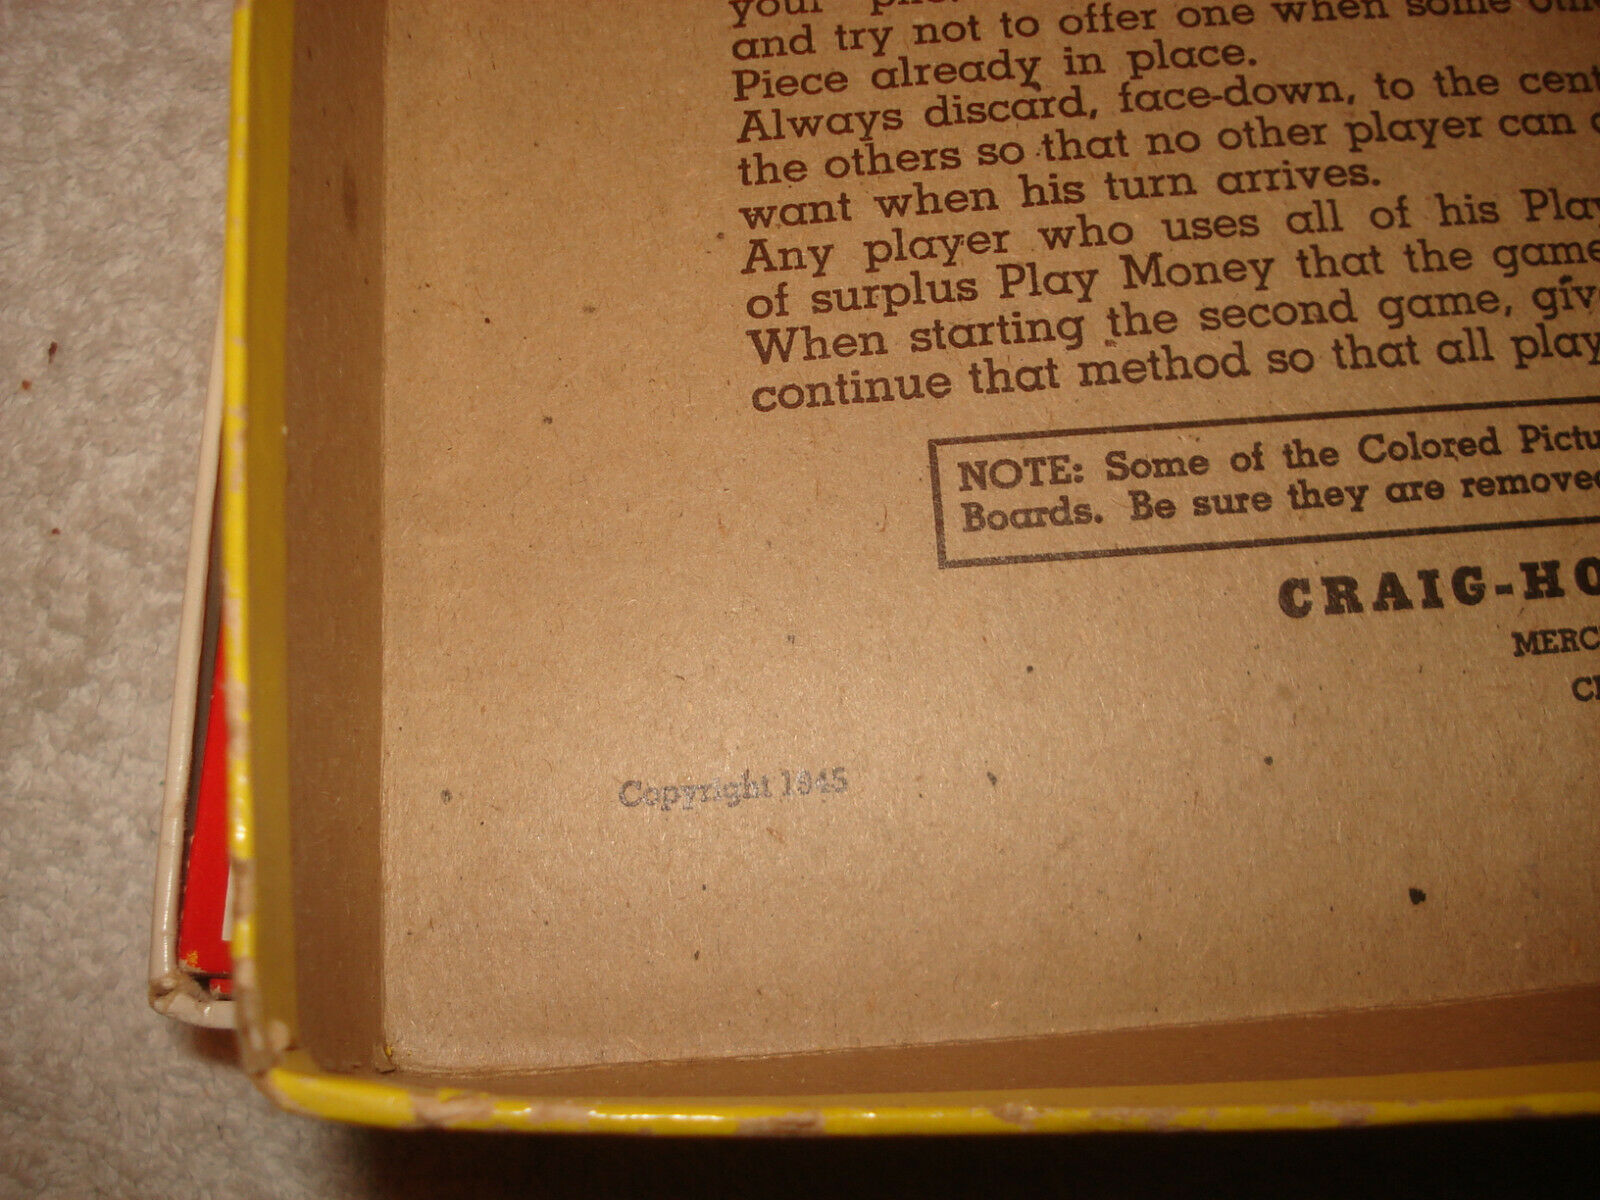 your
and try not to offer one when some
Piece already in place.
Always discard, face-down, to the cent
the others so that no other player can
want when his turn arrives.
Any player who uses all of his Play
of surplus Play Money that the game
When starting the second game, giv
continue that method so that all play
NOTE: Some of the Colored Pictu
Boards. Be sure they are removed
CRAIG-HO
MERC
Copyright 1945